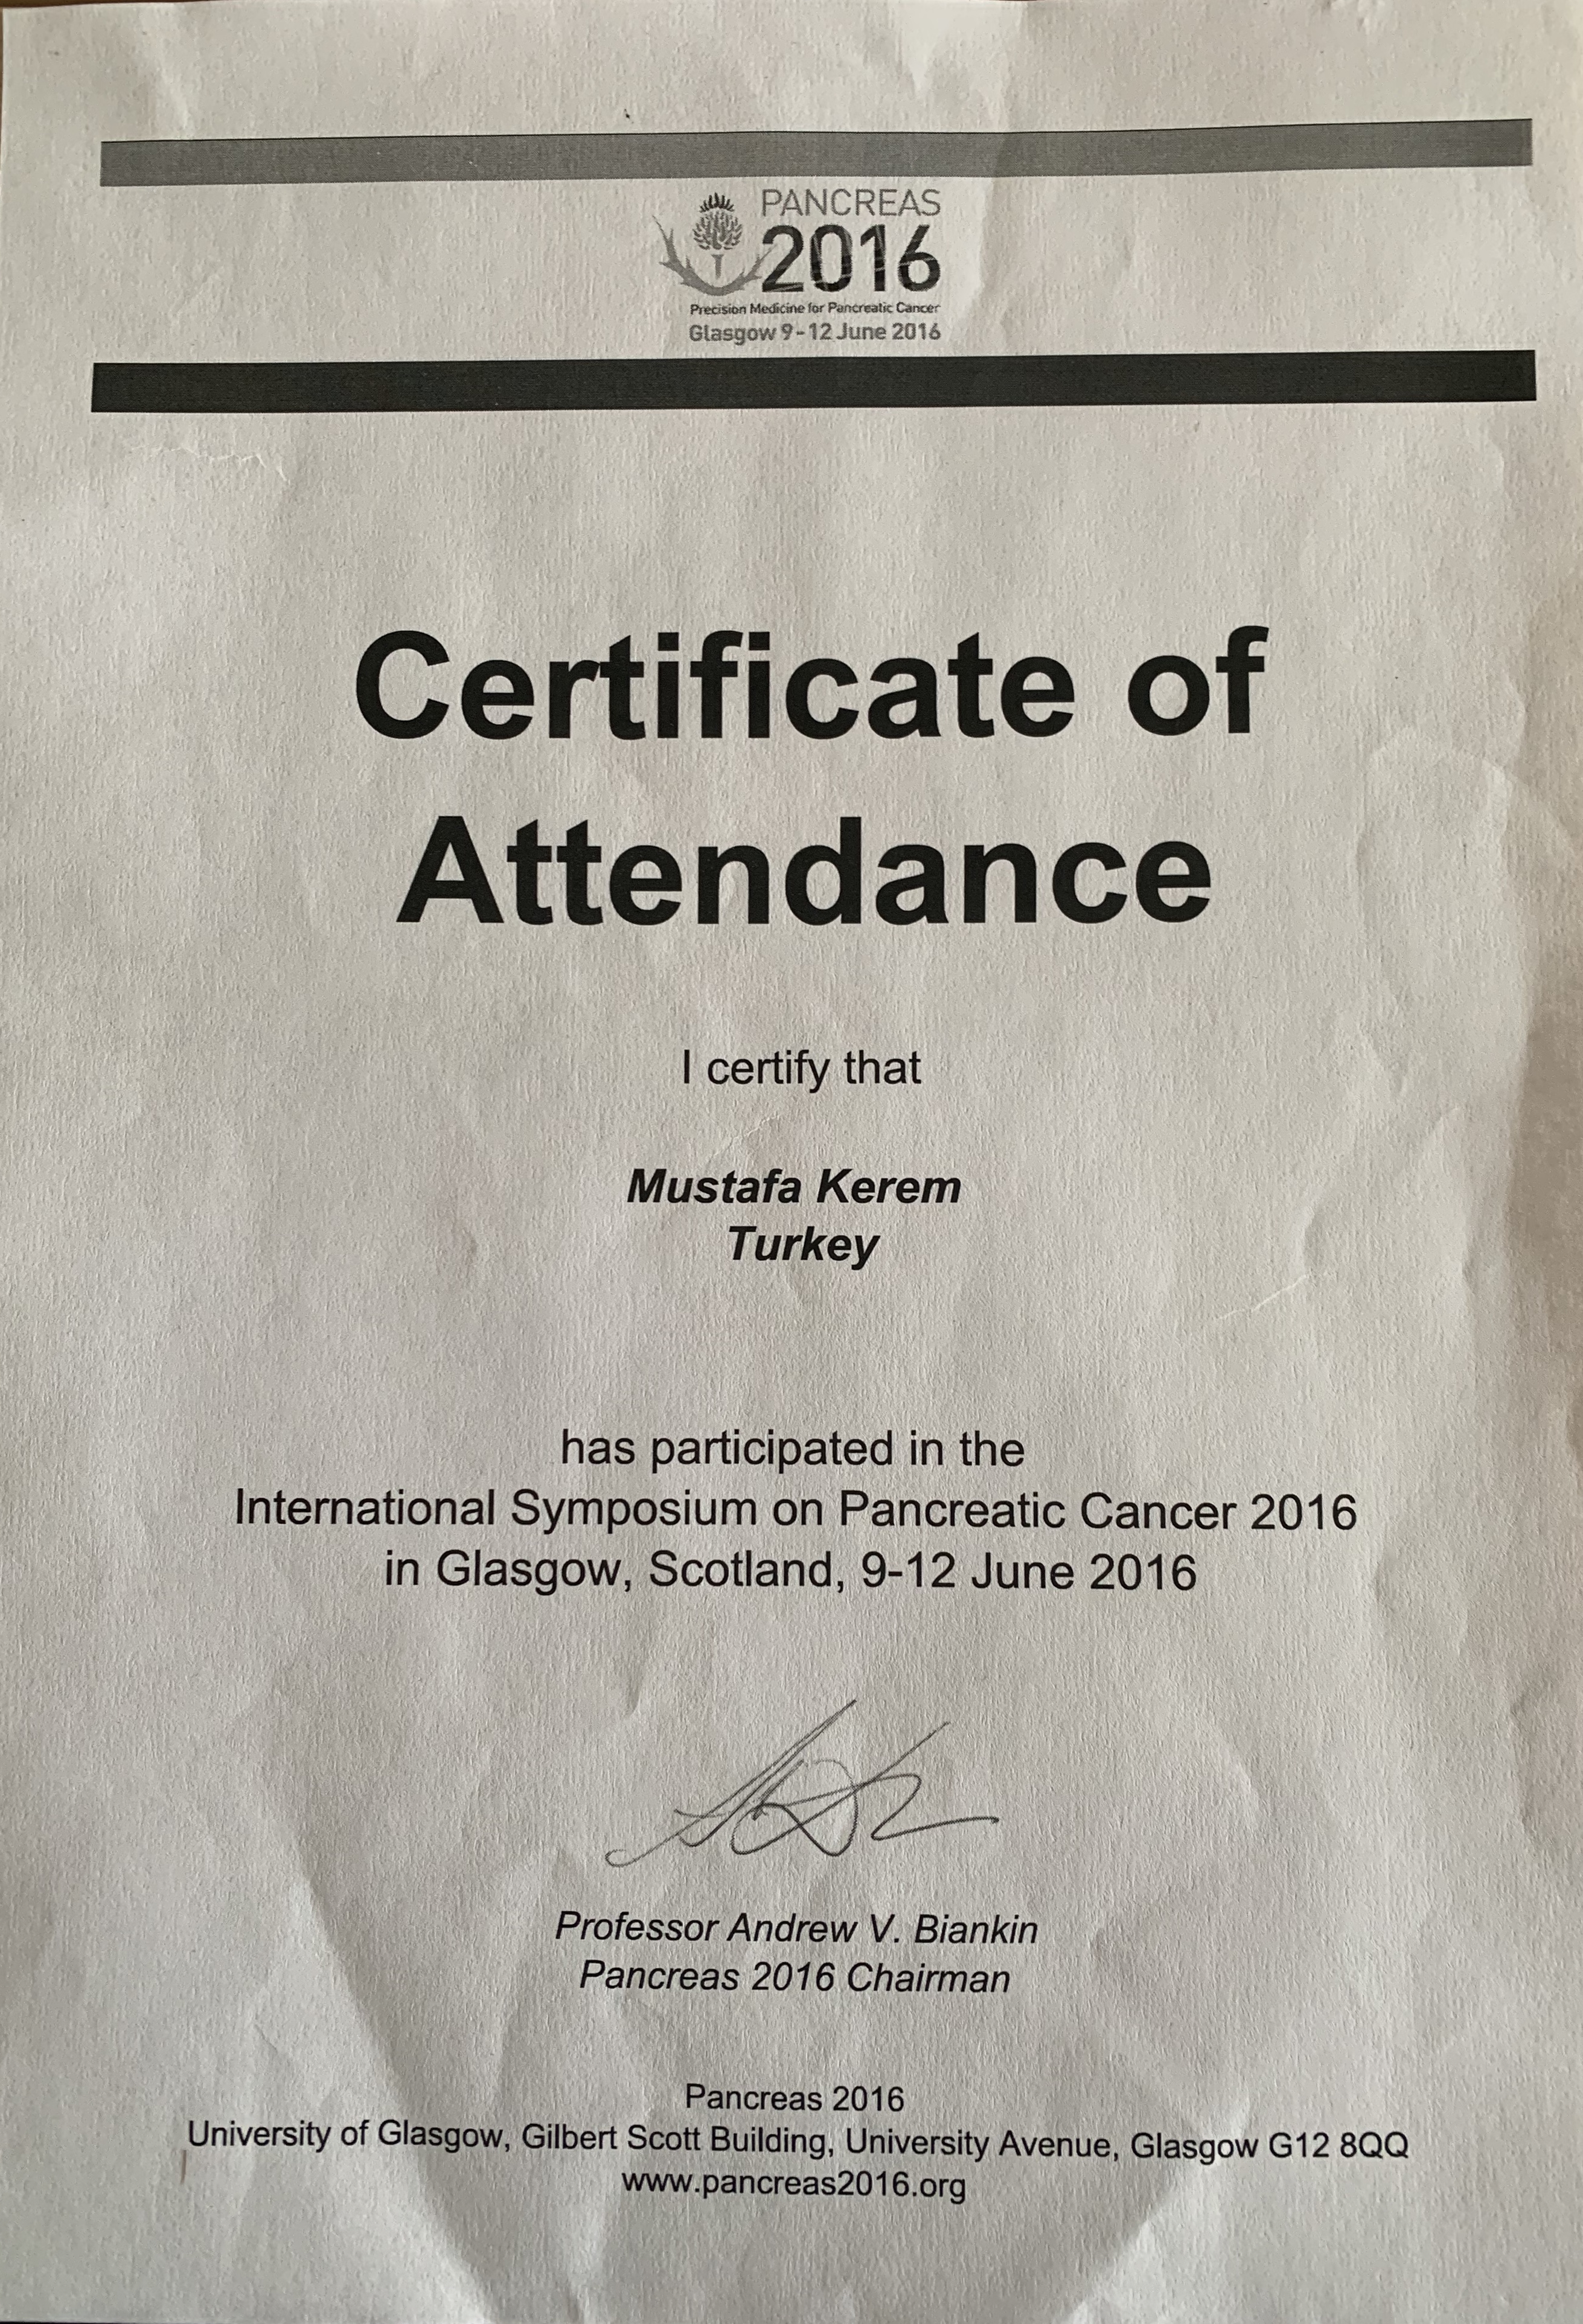 PANCREAS
2016
Precision Medicine for Pancreatic Cancer
Glasgow 9-12 June 2016
Certificate of
Attendance
I certify that
Mustafa Kerem
Turkey
has participated in the
International Symposium on Pancreatic Cancer 2016
in Glasgow, Scotland, 9-12 June 2016
Professor Andrew V. Biankin
Pancreas 2016 Chairman
Pancreas 2016
University of Glasgow, Gilbert Scott Building, University Avenue, Glasgow G12 8QQ
www.pancreas2016.org